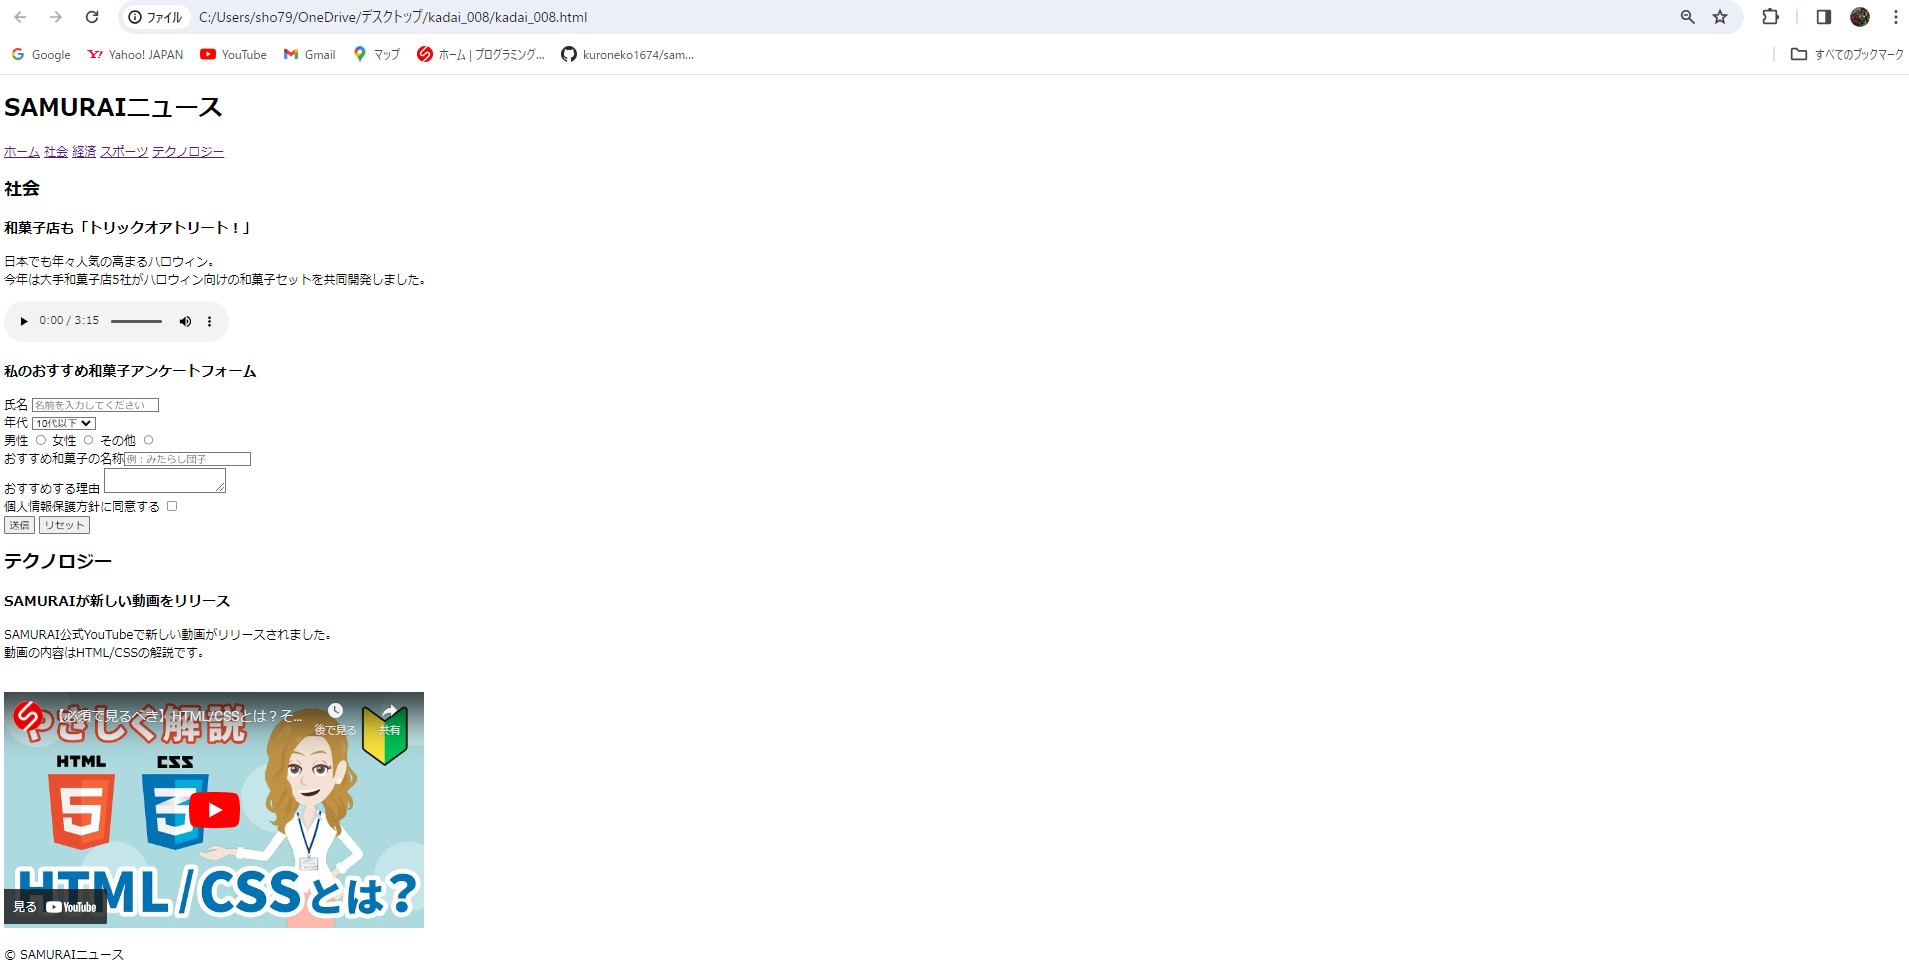 ファイル C:/Users/sho79/OneDrive/デスクトップ/kadai_008/kadai_008.html
Google Yahoo! JAPAN YouTube Gmail マップ ホーム | プログラミング... kuroneko1674/sam... すべてのブックマーク
SAMURAIニュース
ホーム 社会 経済 スポーツ テクノロジー
社会
和菓子店も「トリックオアトリート！」
日本でも年々人気の高まるハロウィン。
今年は大手和菓子店5社がハロウィン向けの和菓子セットを共同開発しました。
0:00 / 3:15
私のおすすめ和菓子アンケートフォーム
氏名 名前を入力してください
年代 10代以下
男性 女性 その他
おすすめ和菓子の名称 例：みたらし団子
おすすめする理由
個人情報保護方針に同意する
送信 リセット
テクノロジー
SAMURAIが新しい動画をリリース
SAMURAI公式YouTubeで新しい動画がリリースされました。
動画の内容はHTML/CSSの解説です。
【必須で見るべき】HTML/CSSとは？そ...
後で見る 共有
やさしく解説
HTML CSS
5 3
HTML/CSSとは？
見る YouTube
© SAMURAIニュース